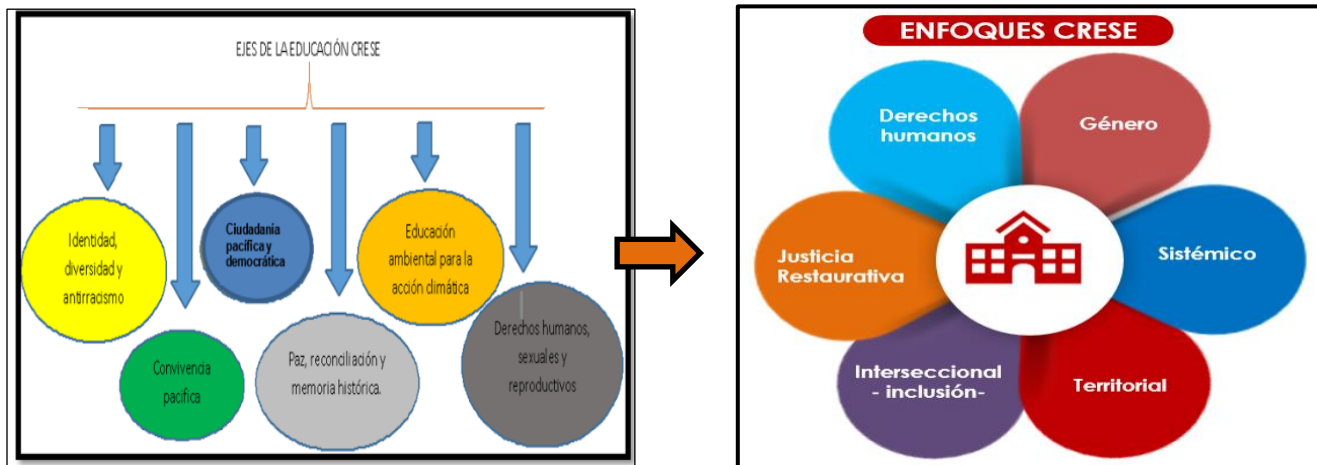 EJES DE LA EDUCACIÓN CRESE
Identidad,
diversidad y
antirracismo
Convivencia
pacifica
Ciudadanía
pacífica y
democrática
Paz, reconciliación y
memoria histórica.
Educación
ambiental para la
acción climática
Derechos humanos,
sexuales y
reproductivos
ENFOQUES CRESE
Derechos
humanos
Género
Justicia
Restaurativa
Sistémico
Interseccional
- inclusión-
Territorial